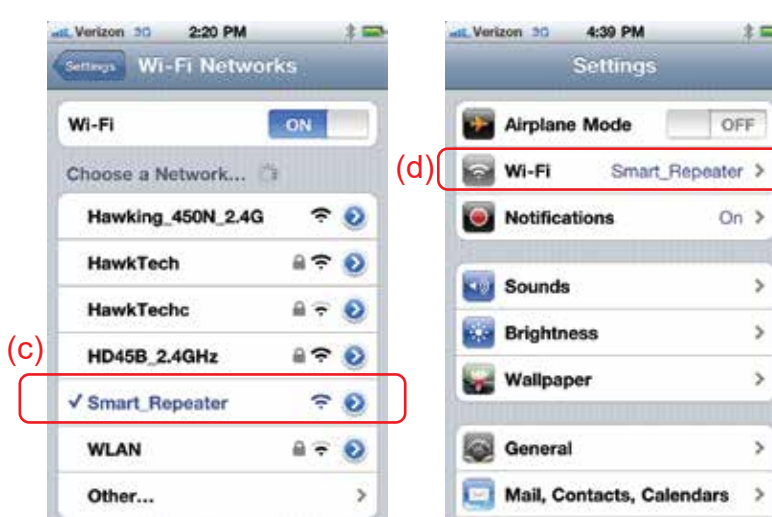 Verizon 3G 2:20 PM
Settings Wi-Fi Networks
Wi-Fi ON
Choose a Network...
Hawking_450N_2.4G
HawkTech
HawkTechc
(c)
HD45B_2.4GHz
✓ Smart_Repeater
WLAN
Other...
Verizon 3G 4:39 PM
Settings
Airplane Mode OFF
(d)
Wi-Fi Smart_Repeater
Notifications On
Sounds
Brightness
Wallpaper
General
Mail, Contacts, Calendars